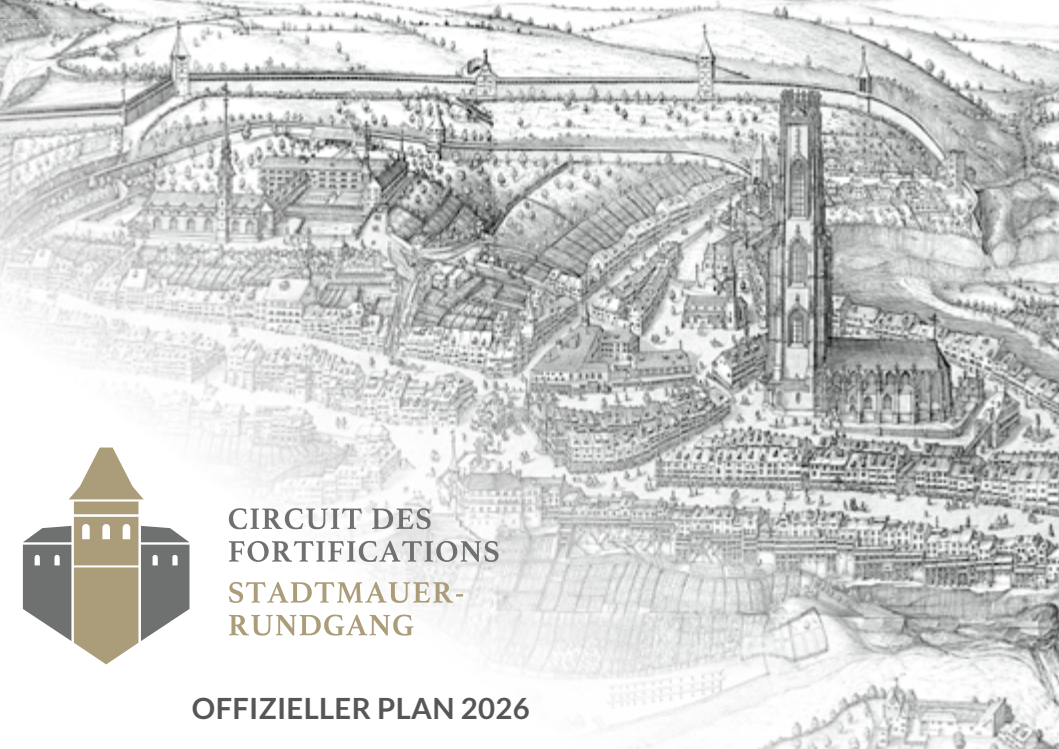 CIRCUIT DES
FORTIFICATIONS
STADTMAUER-
RUNDGANG
OFFIZIELLER PLAN 2026